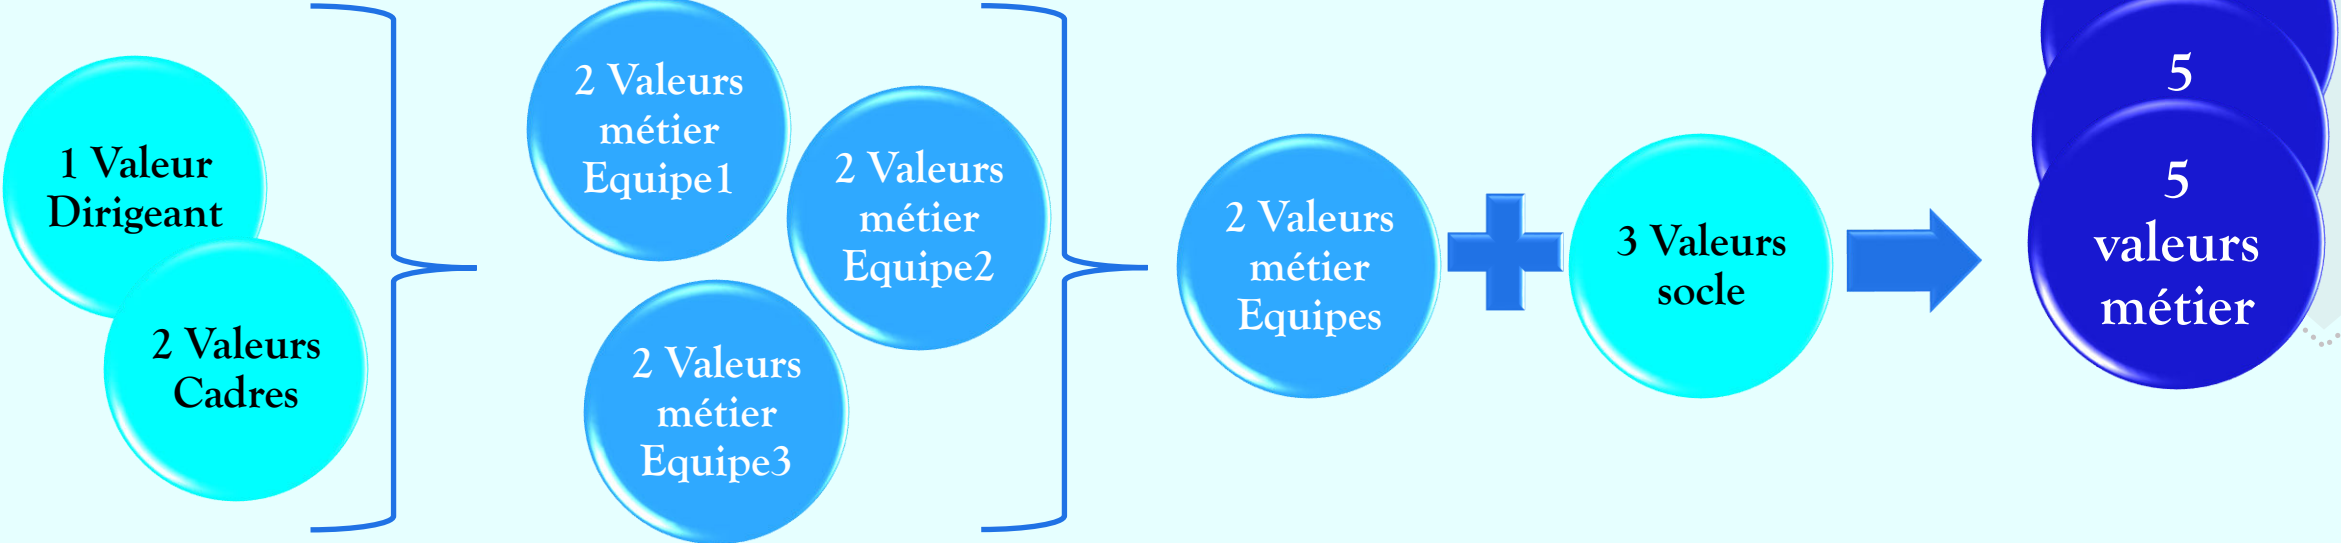 1 Valeur
Dirigeant
2 Valeurs
Cadres
2 Valeurs
métier
Equipe1
2 Valeurs
métier
Equipe2
2 Valeurs
métier
Equipe3
2 Valeurs
métier
Equipes
3 Valeurs
socle
5
5
valeurs
métier